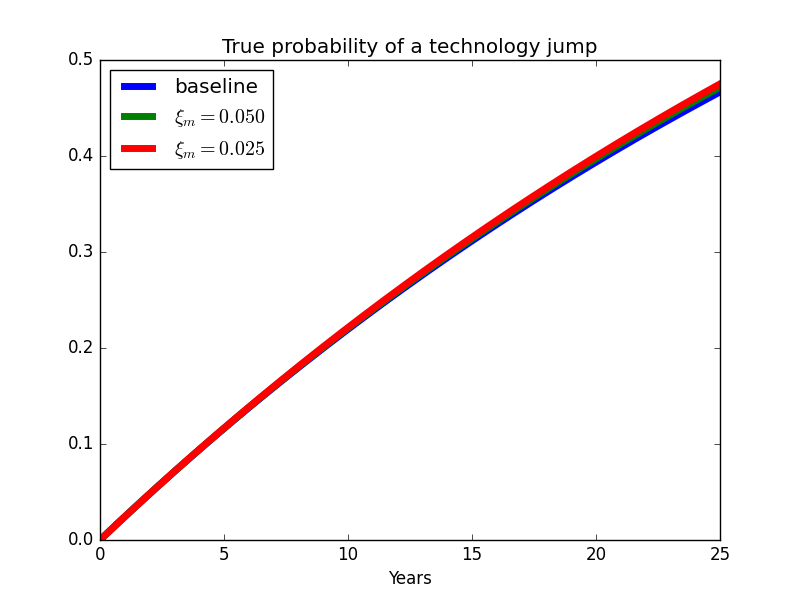 True probability of a technology jump
0.5
0.4
0.3
0.2
0.1
0.0
baseline
ξₘ = 0.050
ξₘ = 0.025
0 5 10 15 20 25
Years